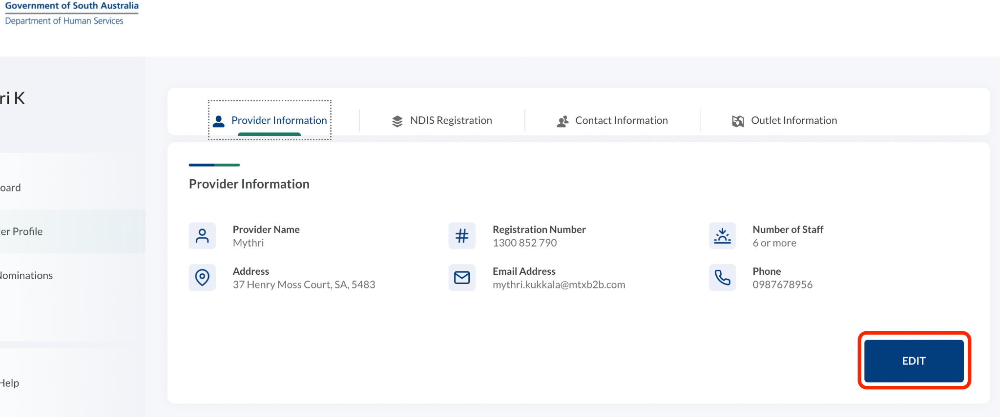 Government of South Australia
Department of Human Services
ri K
Provider Information
NDIS Registration
Contact Information
Outlet Information
oard
er Profile
Nominations
Help
Provider Information
Provider Name
Mythri
Registration Number
1300 852 790
Number of Staff
6 or more
Address
37 Henry Moss Court, SA, 5483
Email Address
mythri.kukkala@mtxb2b.com
Phone
0987678956
EDIT